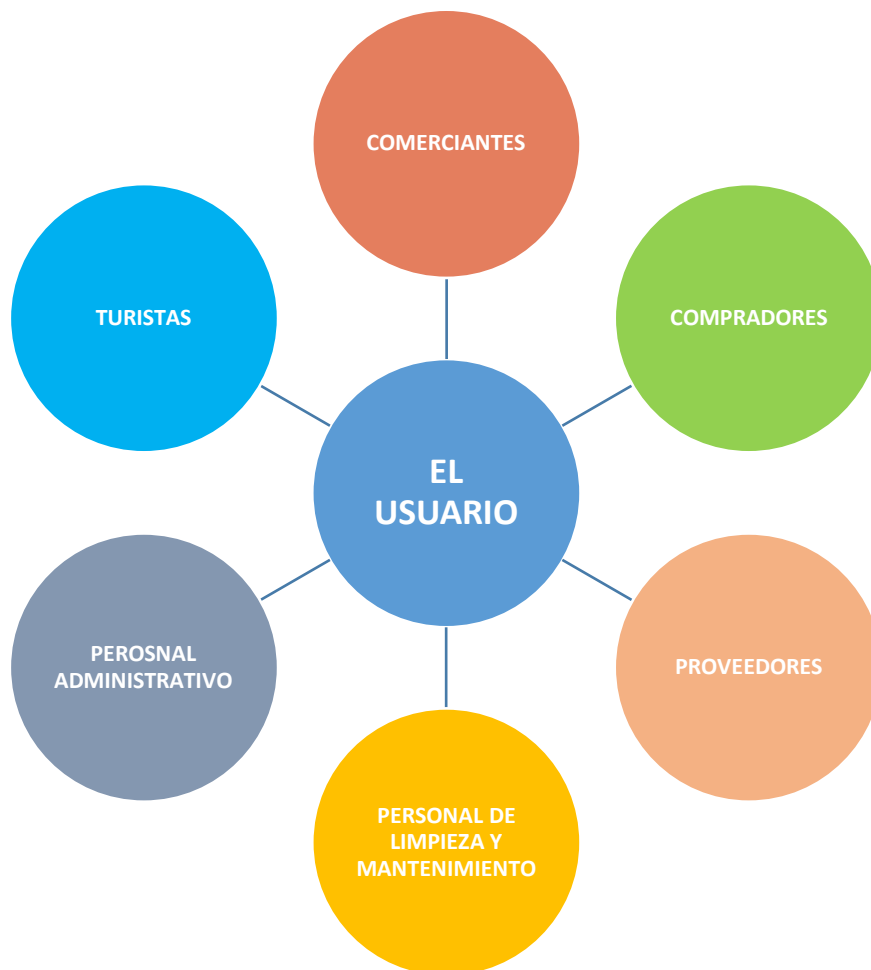 COMERCIANTES
TURISTAS
COMPRADORES
EL
USUARIO
PEROSNAL
ADMINISTRATIVO
PROVEEDORES
PERSONAL DE
LIMPIEZA Y
MANTENIMIENTO